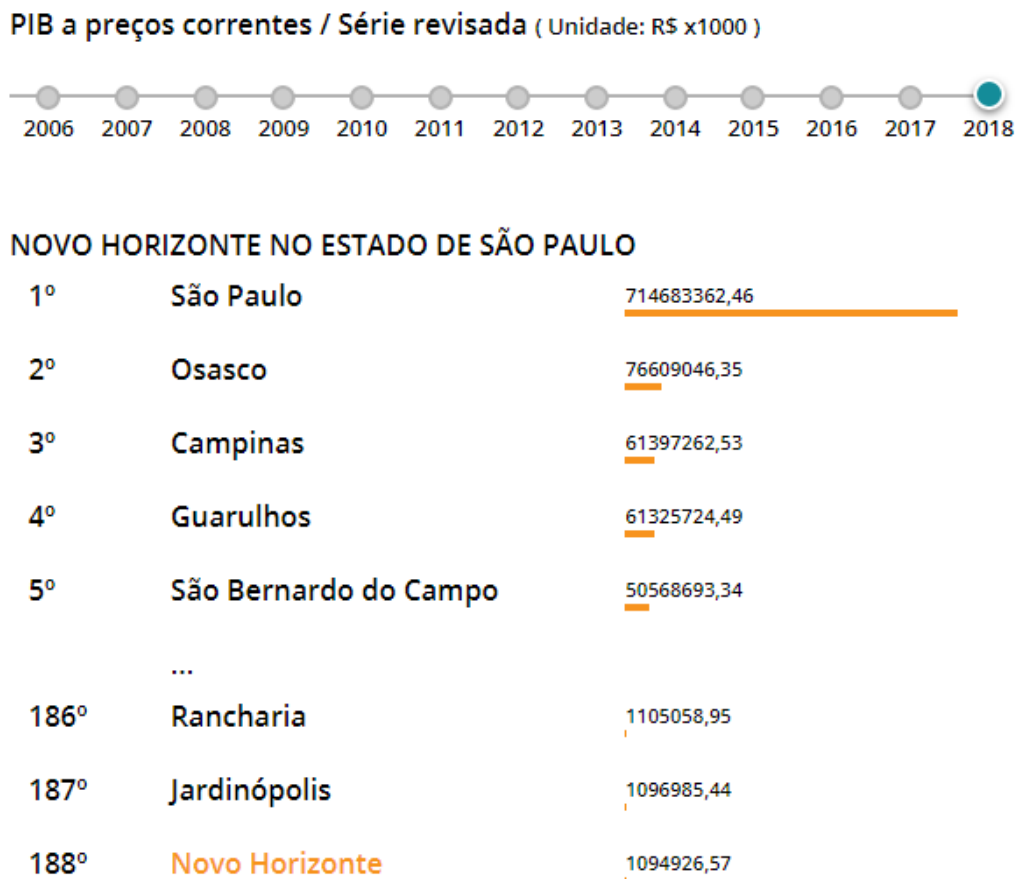 PIB a preços correntes / Série revisada ( Unidade: R$ x1000 )
2006 2007 2008 2009 2010 2011 2012 2013 2014 2015 2016 2017 2018
NOVO HORIZONTE NO ESTADO DE SÃO PAULO
1º São Paulo 714683362,46
2º Osasco 76609046,35
3º Campinas 61397262,53
4º Guarulhos 61325724,49
5º São Bernardo do Campo 50568693,34
...
186º Rancharia 1105058,95
187º Jardinópolis 1096985,44
188º Novo Horizonte 1094926,57